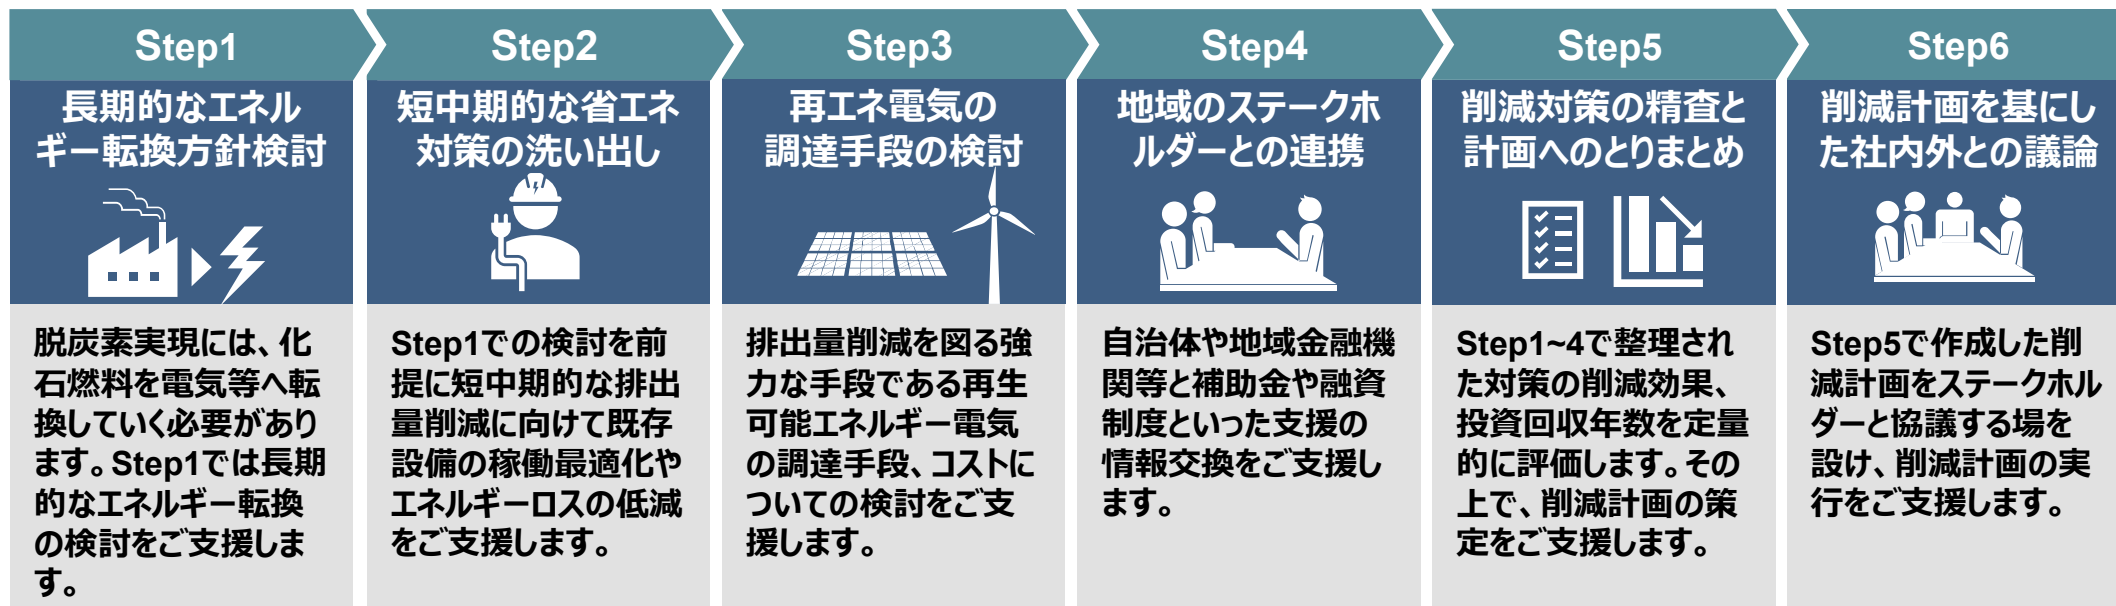 Step1
長期的なエネル
ギー転換方針検討
脱炭素実現には、化
石燃料を電気等へ転
換していく必要があり
ます。Step1では長期
的なエネルギー転換
の検討をご支援しま
す。
Step2
短中期的な省エネ
対策の洗い出し
Step1での検討を前
提に短中期的な排出
量削減に向けて既存
設備の稼働最適化や
エネルギーロスの低減
をご支援します。
Step3
再エネ電気の
調達手段の検討
排出量削減を図る強
力な手段である再生
可能エネルギー電気
の調達手段、コストに
ついての検討をご支
援します。
Step4
地域のステークホ
ルダーとの連携
自治体や地域金融機
関等と補助金や融資
制度といった支援の
情報交換をご支援し
ます。
Step5
削減対策の精査と
計画へのとりまとめ
Step1~4で整理され
た対策の削減効果、
投資回収年数を定量
的に評価します。その
上で、削減計画の策
定をご支援します。
Step6
削減計画を基にし
た社内外との議論
Step5で作成した削
減計画をステークホル
ダーと協議する場を
設け、削減計画の実
行をご支援します。